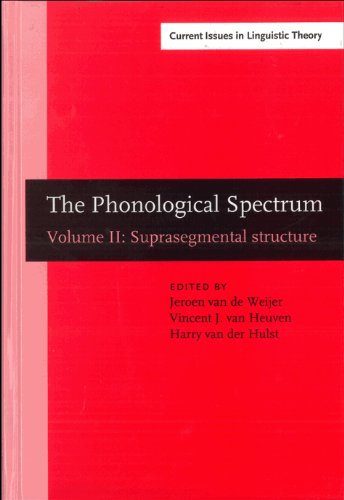 Current Issues in Linguistic Theory
The Phonological Spectrum
Volume II: Suprasegmental structure
EDITED BY
Jeroen van de Weijer
Vincent J. van Heuven
Harry van der Hulst